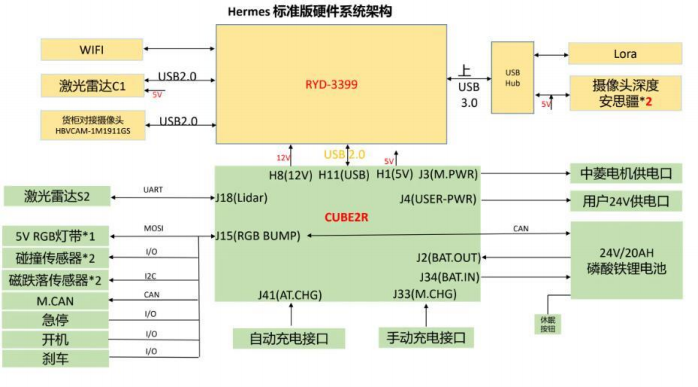 Hermes 标准版硬件系统架构
WIFI
激光雷达C1
USB2.0
5V
货柜对接摄像头
HBVCAM-1M1911GS
USB2.0
RYD-3399
上
USB
3.0
USB
Hub
Lora
摄像头深度
安思疆*2
5V
12V
USB 2.0
5V
H8(12V)
H11(USB)
H1(5V)
J3(M.PWR)
中菱电机供电口
J4(USER-PWR)
用户24V供电口
激光雷达S2
UART
J18(Lidar)
CUBE2R
5V RGB灯带*1
MOSI
J15(RGB BUMP)
CAN
碰撞传感器*2
I/O
磁跌落传感器*2
I2C
M.CAN
CAN
急停
I/O
开机
I/O
刹车
I/O
J2(BAT.OUT)
J34(BAT.IN)
24V/20AH
磷酸铁锂电池
休眠
按钮
J41(AT.CHG)
J33(M.CHG)
自动充电接口
手动充电接口